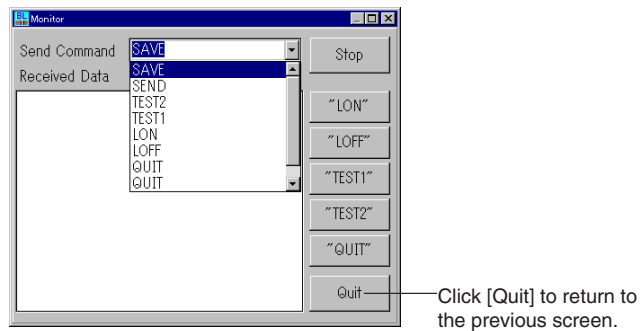 BL
Monitor
Send Command SAVE
Received Data
SAVE
SEND
TEST2
TEST1
LON
LOFF
QUIT
QUIT
Stop
"LON"
"LOFF"
"TEST1"
"TEST2"
"QUIT"
Quit
Click [Quit] to return to
the previous screen.